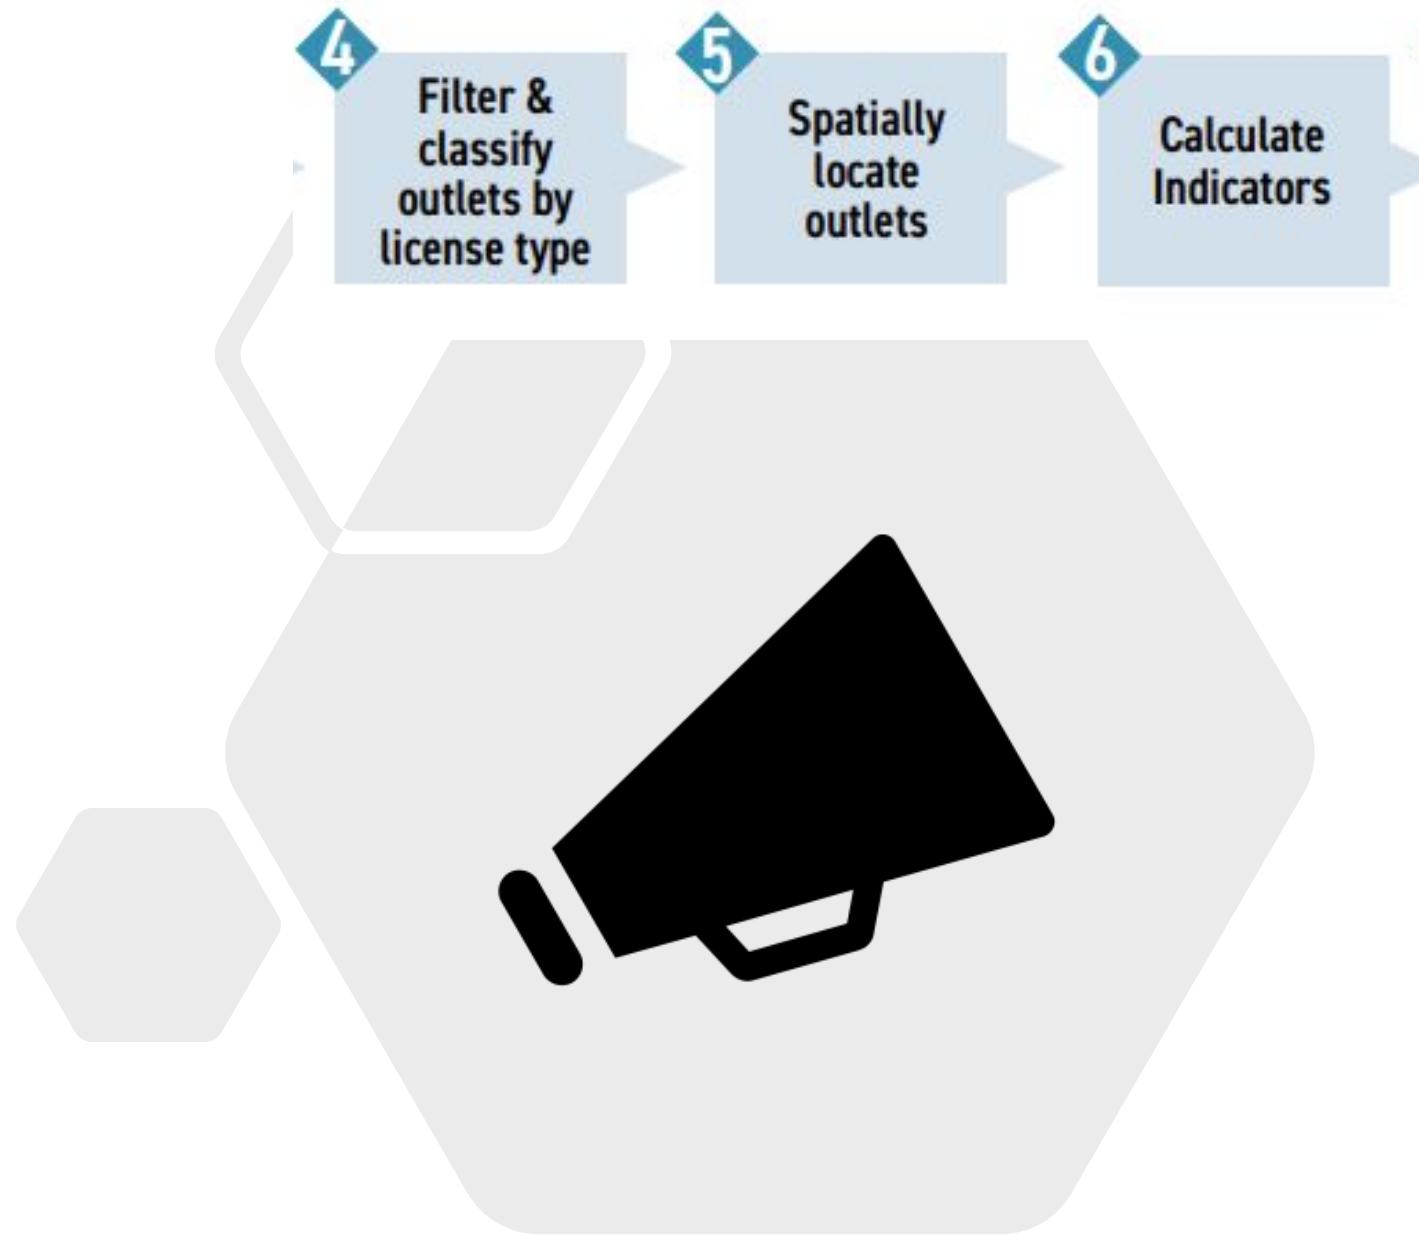 4
Filter &
classify
outlets by
license type
5
Spatially
locate
outlets
6
Calculate
Indicators